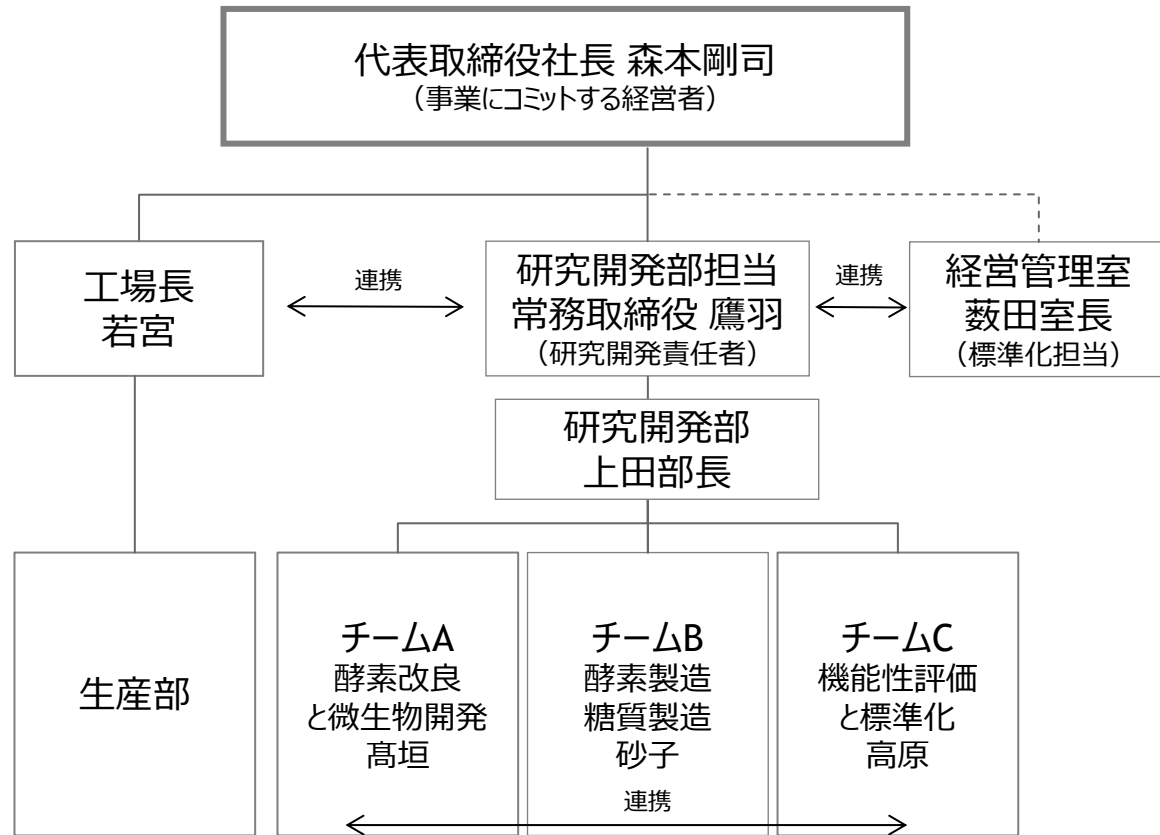 代表取締役社長 森本剛司
（事業にコミットする経営者）
工場長
若宮
連携
研究開発部担当
常務取締役 鷹羽
（研究開発責任者）
連携
経営管理室
薮田室長
（標準化担当）
研究開発部
上田部長
生産部
チームA
酵素改良
と微生物開発
髙垣
チームB
酵素製造
糖質製造
砂子
チームC
機能性評価
と標準化
高原
連携